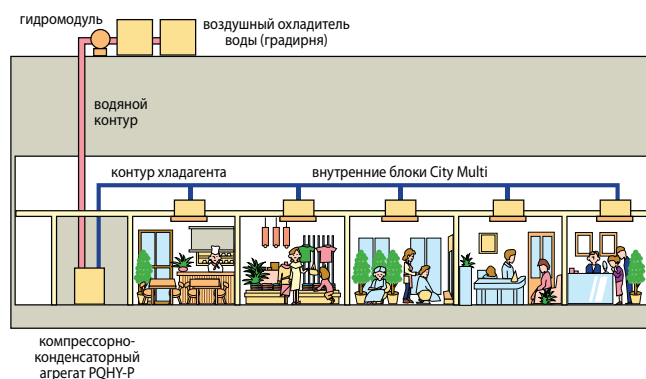 гидромодуль
воздушный охладитель
воды (градирня)
водяной
контур
контур хладагента
внутренние блоки City Multi
компрессорно-
конденсаторный
агрегат PQHY-P